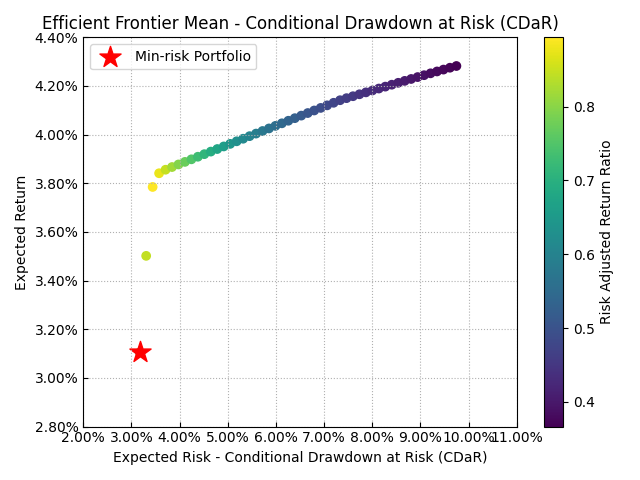 Efficient Frontier Mean - Conditional Drawdown at Risk (CDaR)
4.40%
4.20%
4.00%
3.80%
3.60%
3.40%
3.20%
3.00%
2.80%
Expected Return
Min-risk Portfolio
2.00% 3.00% 4.00% 5.00% 6.00% 7.00% 8.00% 9.00% 10.00% 11.00%
Expected Risk - Conditional Drawdown at Risk (CDaR)
0.8
0.7
0.6
0.5
0.4
Risk Adjusted Return Ratio